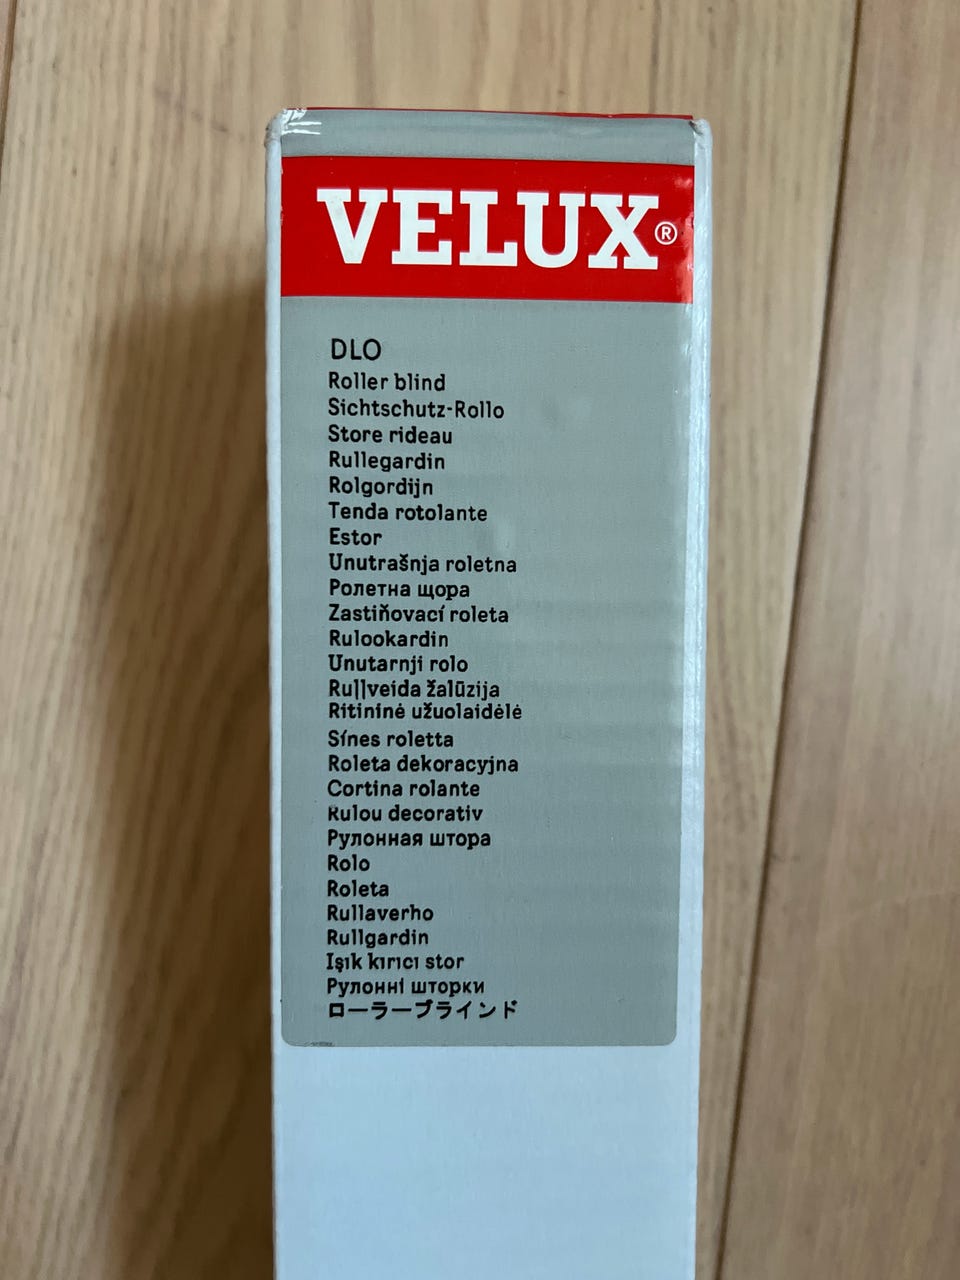 VELUX®
DLO
Roller blind
Sichtschutz-Rollo
Store rideau
Rullegardin
Rolgordijn
Tenda rotolante
Estor
Unutrašnja roletna
Ролетна щора
Zastiňovací roleta
Rulookardin
Unutarnji rolo
Ruļļveida žalūzija
Ritininė užuolaidėlė
Sínes roletta
Roleta dekoracyjna
Cortina rolante
Rulou decorativ
Рулонная штора
Rolo
Roleta
Rullaverho
Rullgardin
Işık kırıcı stor
Рулонні шторки
ローラーブラインド